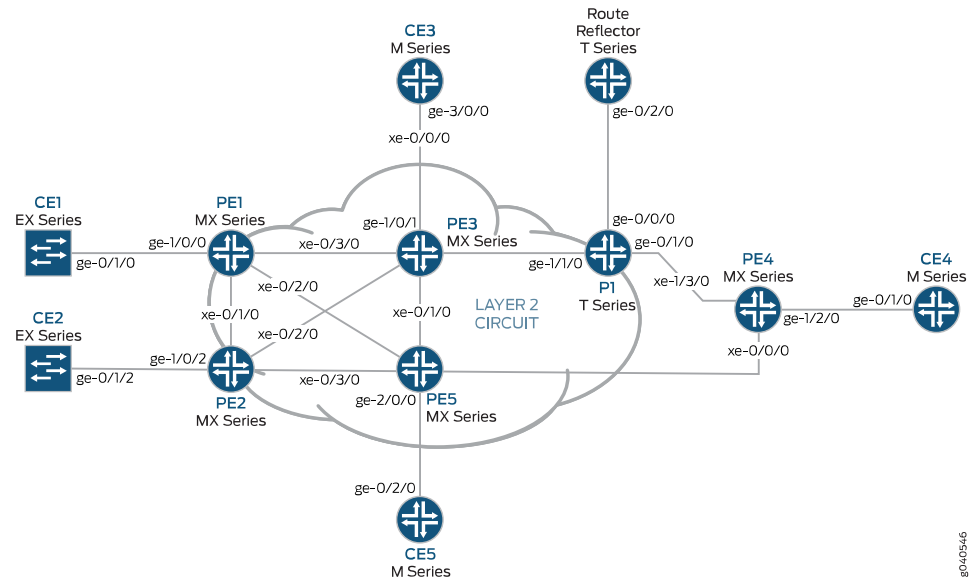 CE3
M Series
ge-3/0/0
xe-0/0/0
Route
Reflector
T Series
ge-0/2/0
CE1
EX Series
ge-0/1/0
PE1
MX Series
ge-1/0/0
xe-0/3/0
ge-1/0/1
PE3
MX Series
ge-0/0/0
ge-0/1/0
ge-1/1/0
P1
T Series
xe-1/3/0
PE4
MX Series
ge-1/2/0
xe-0/0/0
CE4
M Series
ge-0/1/0
xe-0/2/0
xe-0/1/0
xe-0/2/0
xe-0/1/0
LAYER 2
CIRCUIT
CE2
EX Series
ge-0/1/2
ge-1/0/2
PE2
MX Series
xe-0/3/0
ge-2/0/0
PE5
MX Series
ge-0/2/0
CE5
M Series
g040546